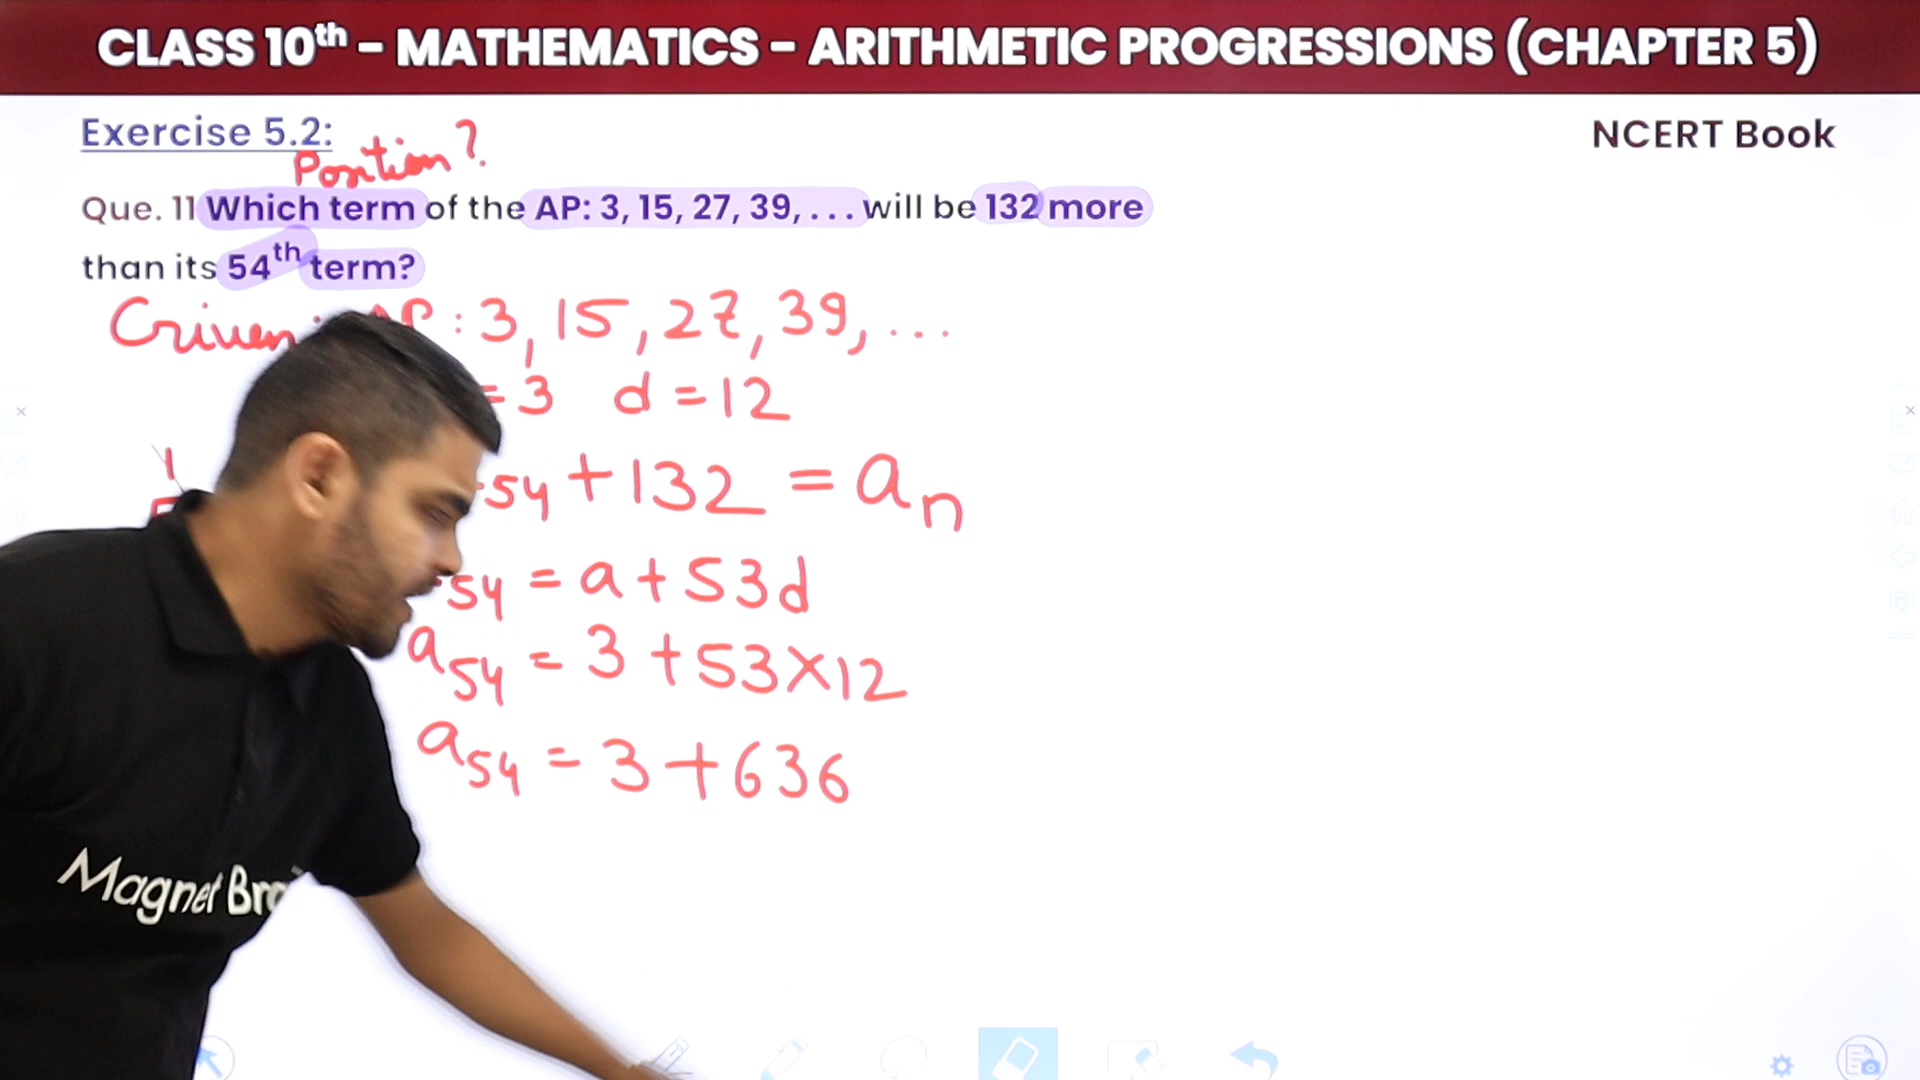 CLASS 10th – MATHEMATICS – ARITHMETIC PROGRESSIONS (CHAPTER 5)
Exercise 5.2:
NCERT Book
Position ?
Que. 11 Which term of the AP: 3, 15, 27, 39, . . . will be 132 more
than its 54th term?
Given : AP : 3, 15, 27, 39, ...
= 3 d = 12
54 + 132 = an
54 = a + 53d
a54 = 3 + 53×12
a54 = 3 + 636
Magnet Bra